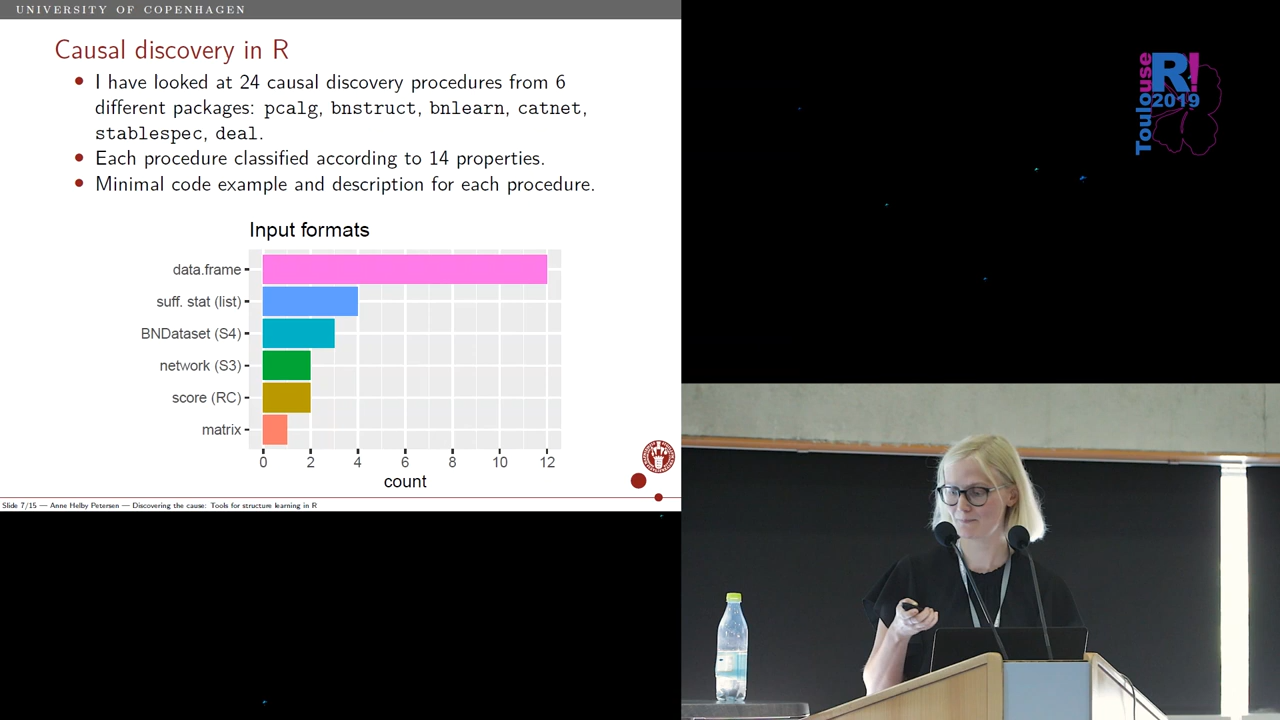 UNIVERSITY OF COPENHAGEN
Causal discovery in R
• I have looked at 24 causal discovery procedures from 6
different packages: pcalg, bnstruct, bnlearn, catnet,
stablespec, deal.
• Each procedure classified according to 14 properties.
• Minimal code example and description for each procedure.
Input formats
data.frame
suff. stat (list)
BNDataset (S4)
network (S3)
score (RC)
matrix
0 2 4 6 8 10 12
count
Slide 7/15 — Anne Helby Petersen — Discovering the cause: Tools for structure learning in R
Toulouse
R!
2019